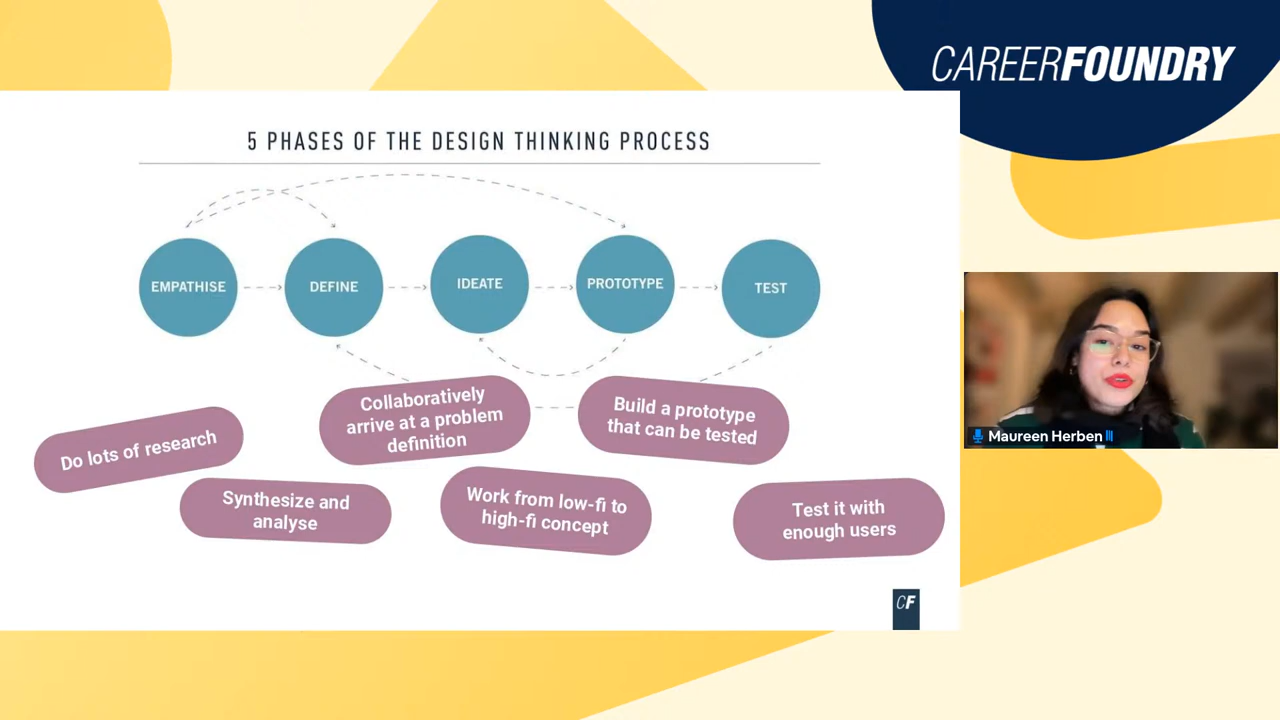 CAREERFOUNDRY
5 PHASES OF THE DESIGN THINKING PROCESS
EMPATHISE
DEFINE
IDEATE
PROTOTYPE
TEST
Do lots of research
Synthesize and
analyse
Collaboratively
arrive at a problem
definition
Work from low-fi to
high-fi concept
Build a prototype
that can be tested
Test it with
enough users
CF
Maureen Herben